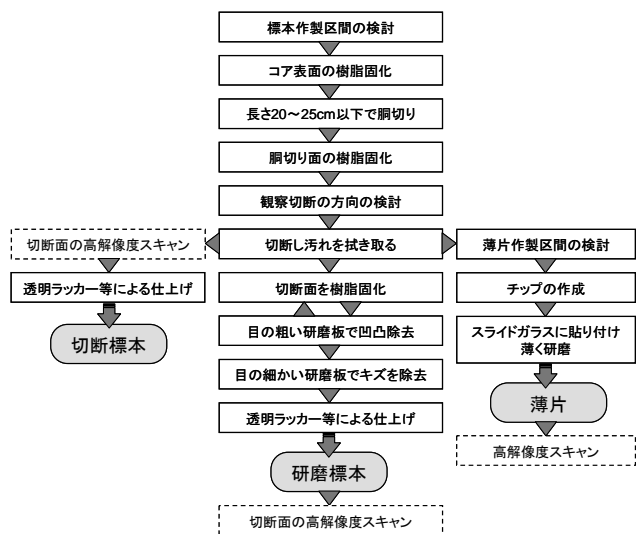 標本作製区間の検討
コア表面の樹脂固化
長さ20～25cm以下で胴切り
胴切り面の樹脂固化
観察切断の方向の検討
切断面の高解像度スキャン
切断し汚れを拭き取る
薄片作製区間の検討
透明ラッカー等による仕上げ
切断面を樹脂固化
チップの作成
切断標本
目の粗い研磨板で凹凸除去
スライドガラスに貼り付け
薄く研磨
目の細かい研磨板でキズを除去
薄片
透明ラッカー等による仕上げ
高解像度スキャン
研磨標本
切断面の高解像度スキャン